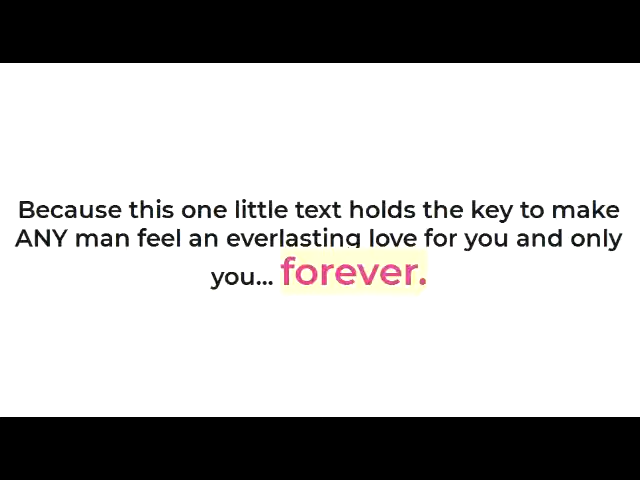 Because this one little text holds the key to make
ANY man feel an everlasting love for you and only
you... forever.